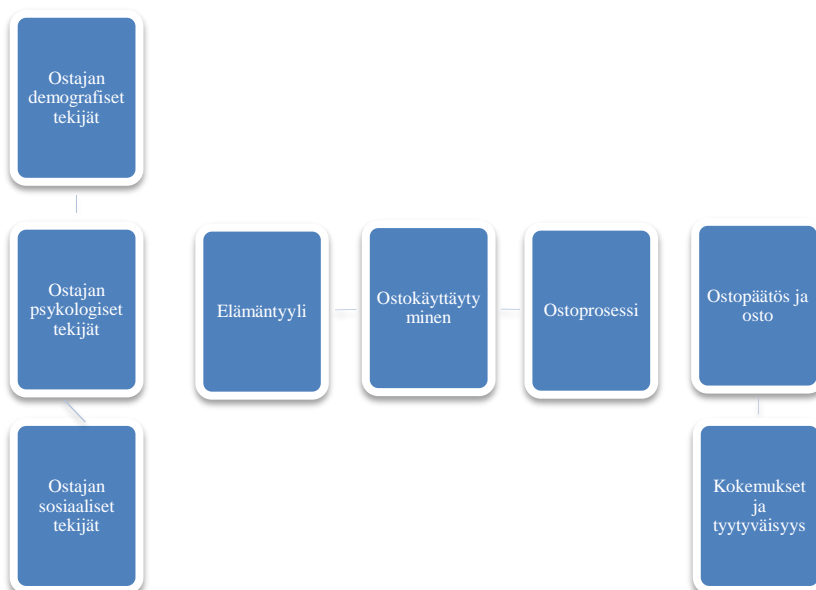 Ostajan
demografiset
tekijät
Ostajan
psykologiset
tekijät
Ostajan
sosiaaliset
tekijät
Elämäntyyli
Ostokäyttäyty
minen
Ostoprosessi
Ostopäätös ja
osto
Kokemukset
ja
tyytyväisyys